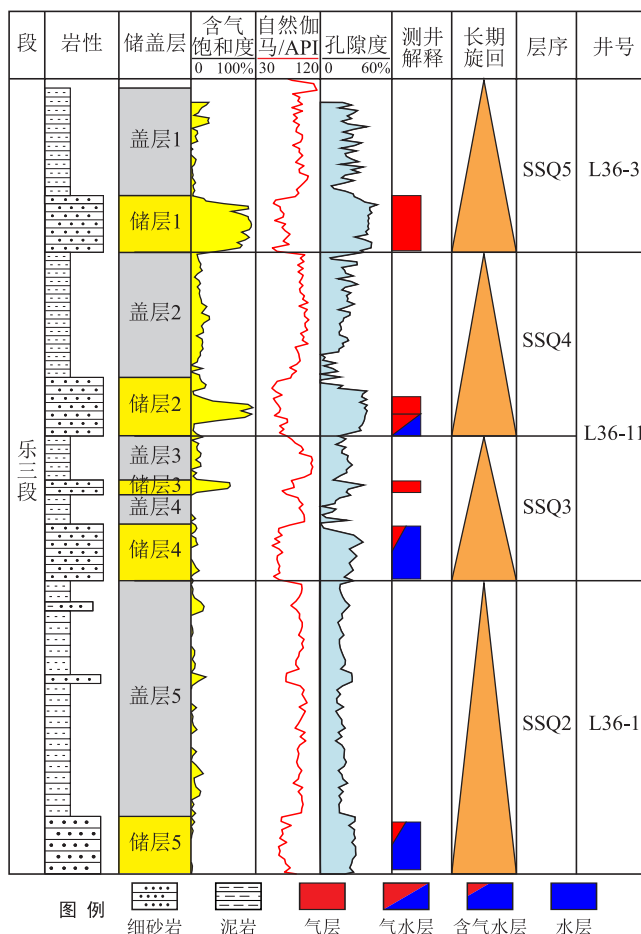 段
岩性
储盖层
含气
饱和度
0 100%
自然伽
马/API
30 120
孔隙度
0 60%
测井
解释
长期
旋回
层序
井号
乐三段
盖层1
储层1
盖层2
储层2
盖层3
储层3
盖层4
储层4
盖层5
储层5
SSQ5
SSQ4
SSQ3
SSQ2
L36-3
L36-11
L36-1
图 例
细砂岩
泥岩
气层
气水层
含气水层
水层